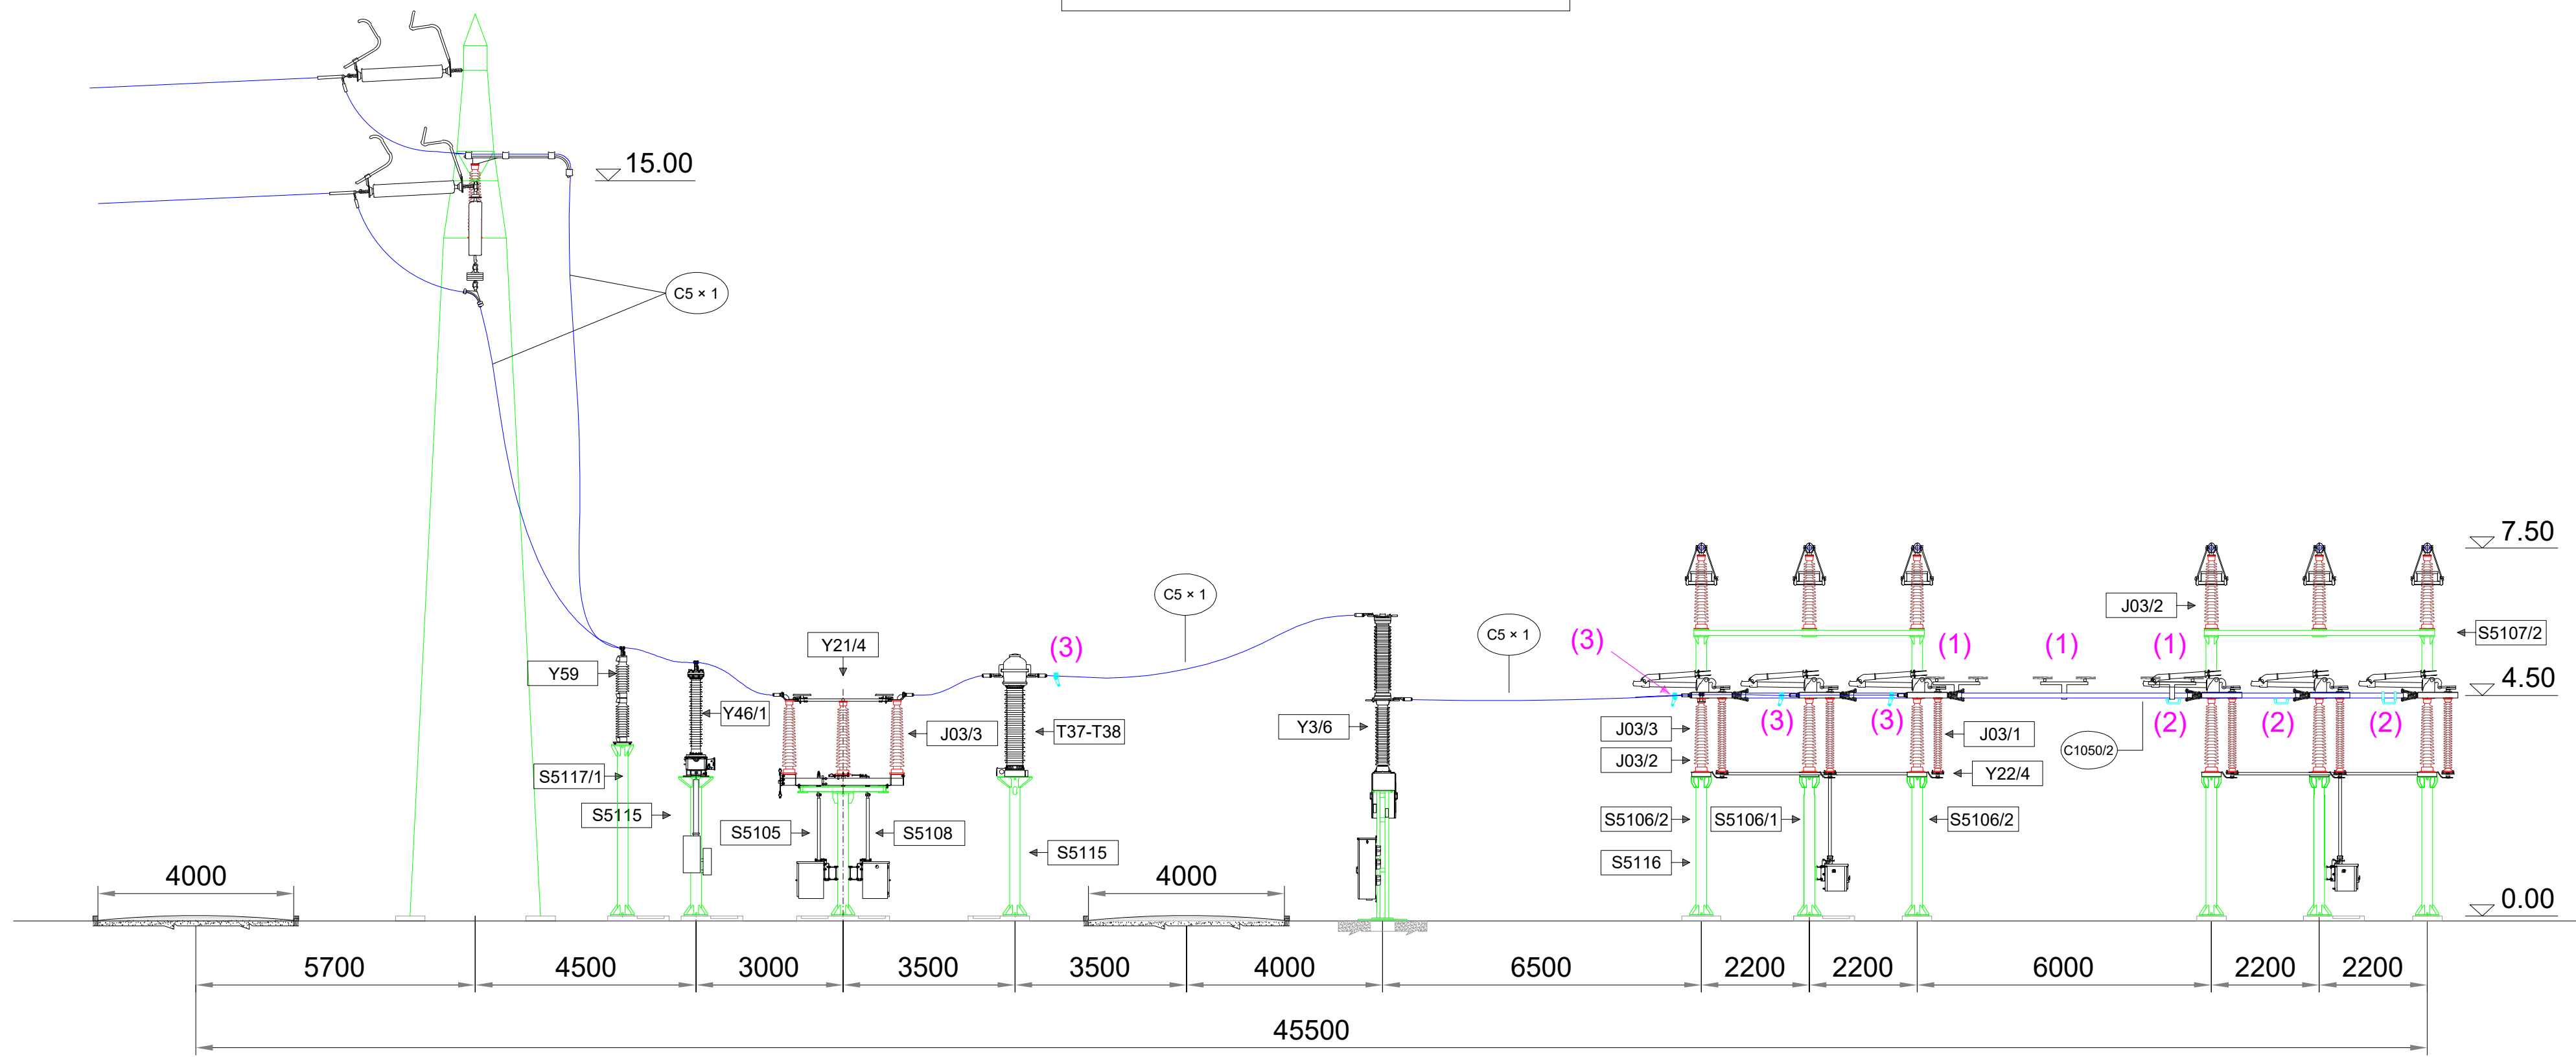 15.00
C5 × 1
7.50
C5 × 1
J03/2
C5 × 1
S5107/2
Y21/4
(3)
(3)
(1)
(1)
(1)
Y59
4.50
Y46/1
J03/3
T37-T38
Y3/6
J03/3
(3)
(3)
J03/1
(2)
(2)
(2)
C1050/2
J03/2
Y22/4
S5117/1
S5115
S5105
S5108
S5106/2
S5106/1
S5106/2
S5115
S5116
4000
4000
0.00
5700
4500
3000
3500
3500
4000
6500
2200
2200
6000
2200
2200
45500